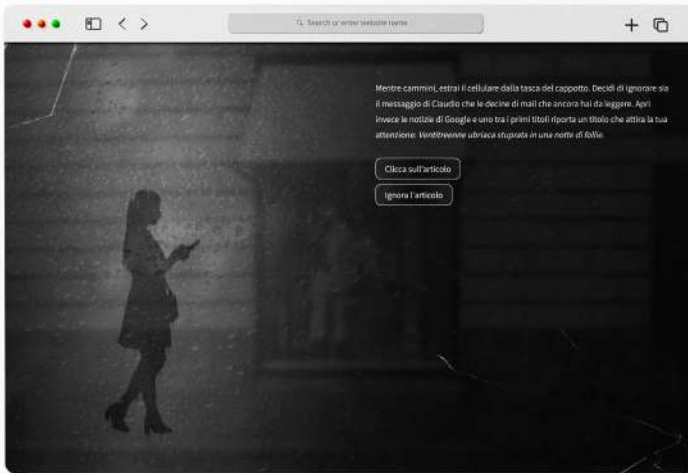 Search or enter website name
Mentre cammini, estrai il cellulare dalla tasca del cappotto. Decidi di ignorare sia
il messaggio di Claudio che le decine di mail che ancora hai da leggere. Apri
invece le notizie di Google e uno tra i primi titoli riporta un titolo che attira la tua
attenzione: Ventitreenne ubriaca stuprata in una notte di follie.
Clicca sull'articolo
Ignora l'articolo